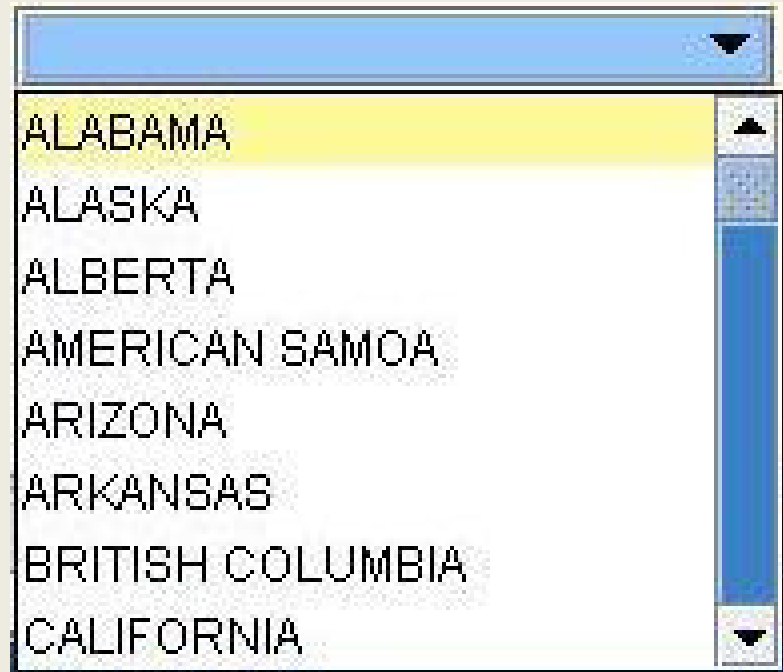 ALABAMA
ALASKA
ALBERTA
AMERICAN SAMOA
ARIZONA
ARKANSAS
BRITISH COLUMBIA
CALIFORNIA